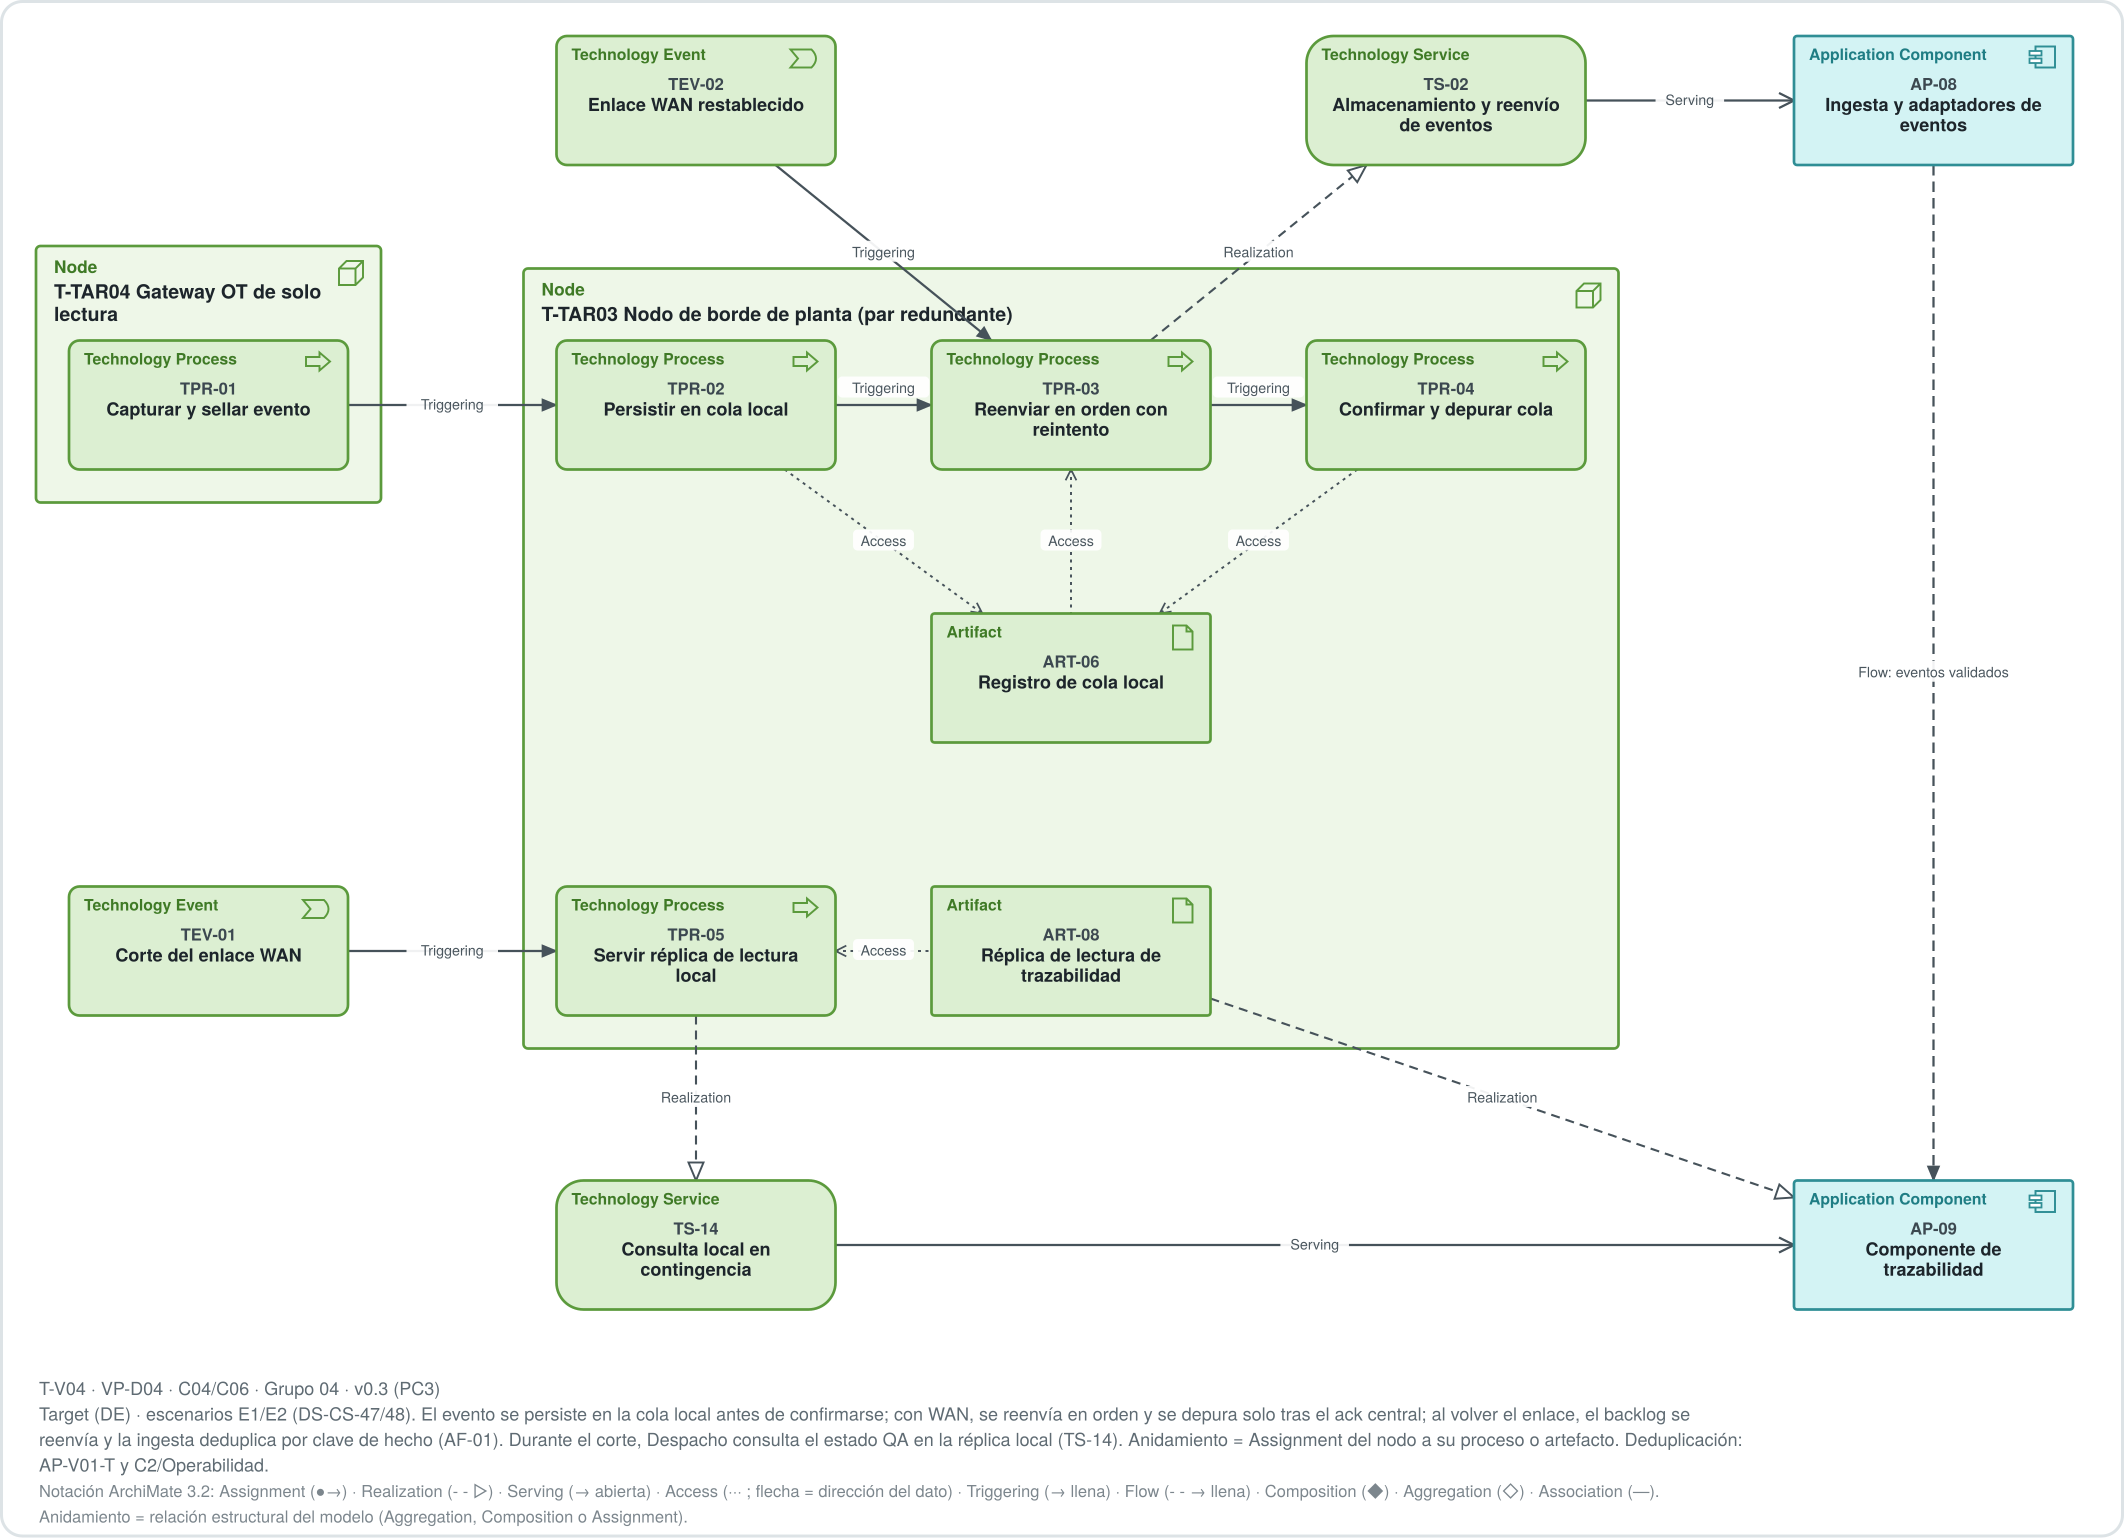 Technology Event
TEV-02
Enlace WAN restablecido
Technology Service
TS-02
Almacenamiento y reenvío
de eventos
Serving
Application Component
AP-08
Ingesta y adaptadores de
eventos
Triggering
Realization
Node
T-TAR04 Gateway OT de solo
lectura
Technology Process
TPR-01
Capturar y sellar evento
Triggering
Node
T-TAR03 Nodo de borde de planta (par redundante)
Technology Process
TPR-02
Persistir en cola local
Triggering
Technology Process
TPR-03
Reenviar en orden con
reintento
Triggering
Technology Process
TPR-04
Confirmar y depurar cola
Access
Access
Access
Artifact
ART-06
Registro de cola local
Flow: eventos validados
Technology Event
TEV-01
Corte del enlace WAN
Triggering
Technology Process
TPR-05
Servir réplica de lectura
local
Access
Artifact
ART-08
Réplica de lectura de
trazabilidad
Realization
Realization
Technology Service
TS-14
Consulta local en
contingencia
Serving
Application Component
AP-09
Componente de
trazabilidad
T-V04 · VP-D04 · C04/C06 · Grupo 04 · v0.3 (PC3)
Target (DE) · escenarios E1/E2 (DS-CS-47/48). El evento se persiste en la cola local antes de confirmarse; con WAN, se reenvía en orden y se depura solo tras el ack central; al volver el enlace, el backlog se
reenvía y la ingesta deduplica por clave de hecho (AF-01). Durante el corte, Despacho consulta el estado QA en la réplica local (TS-14). Anidamiento = Assignment del nodo a su proceso o artefacto. Deduplicación:
AP-V01-T y C2/Operabilidad.
Notación ArchiMate 3.2: Assignment (●→) · Realization (- - ▷) · Serving (→ abierta) · Access (··· ; flecha = dirección del dato) · Triggering (→ llena) · Flow (- - → llena) · Composition (◆) · Aggregation (◇) · Association (—).
Anidamiento = relación estructural del modelo (Aggregation, Composition o Assignment).